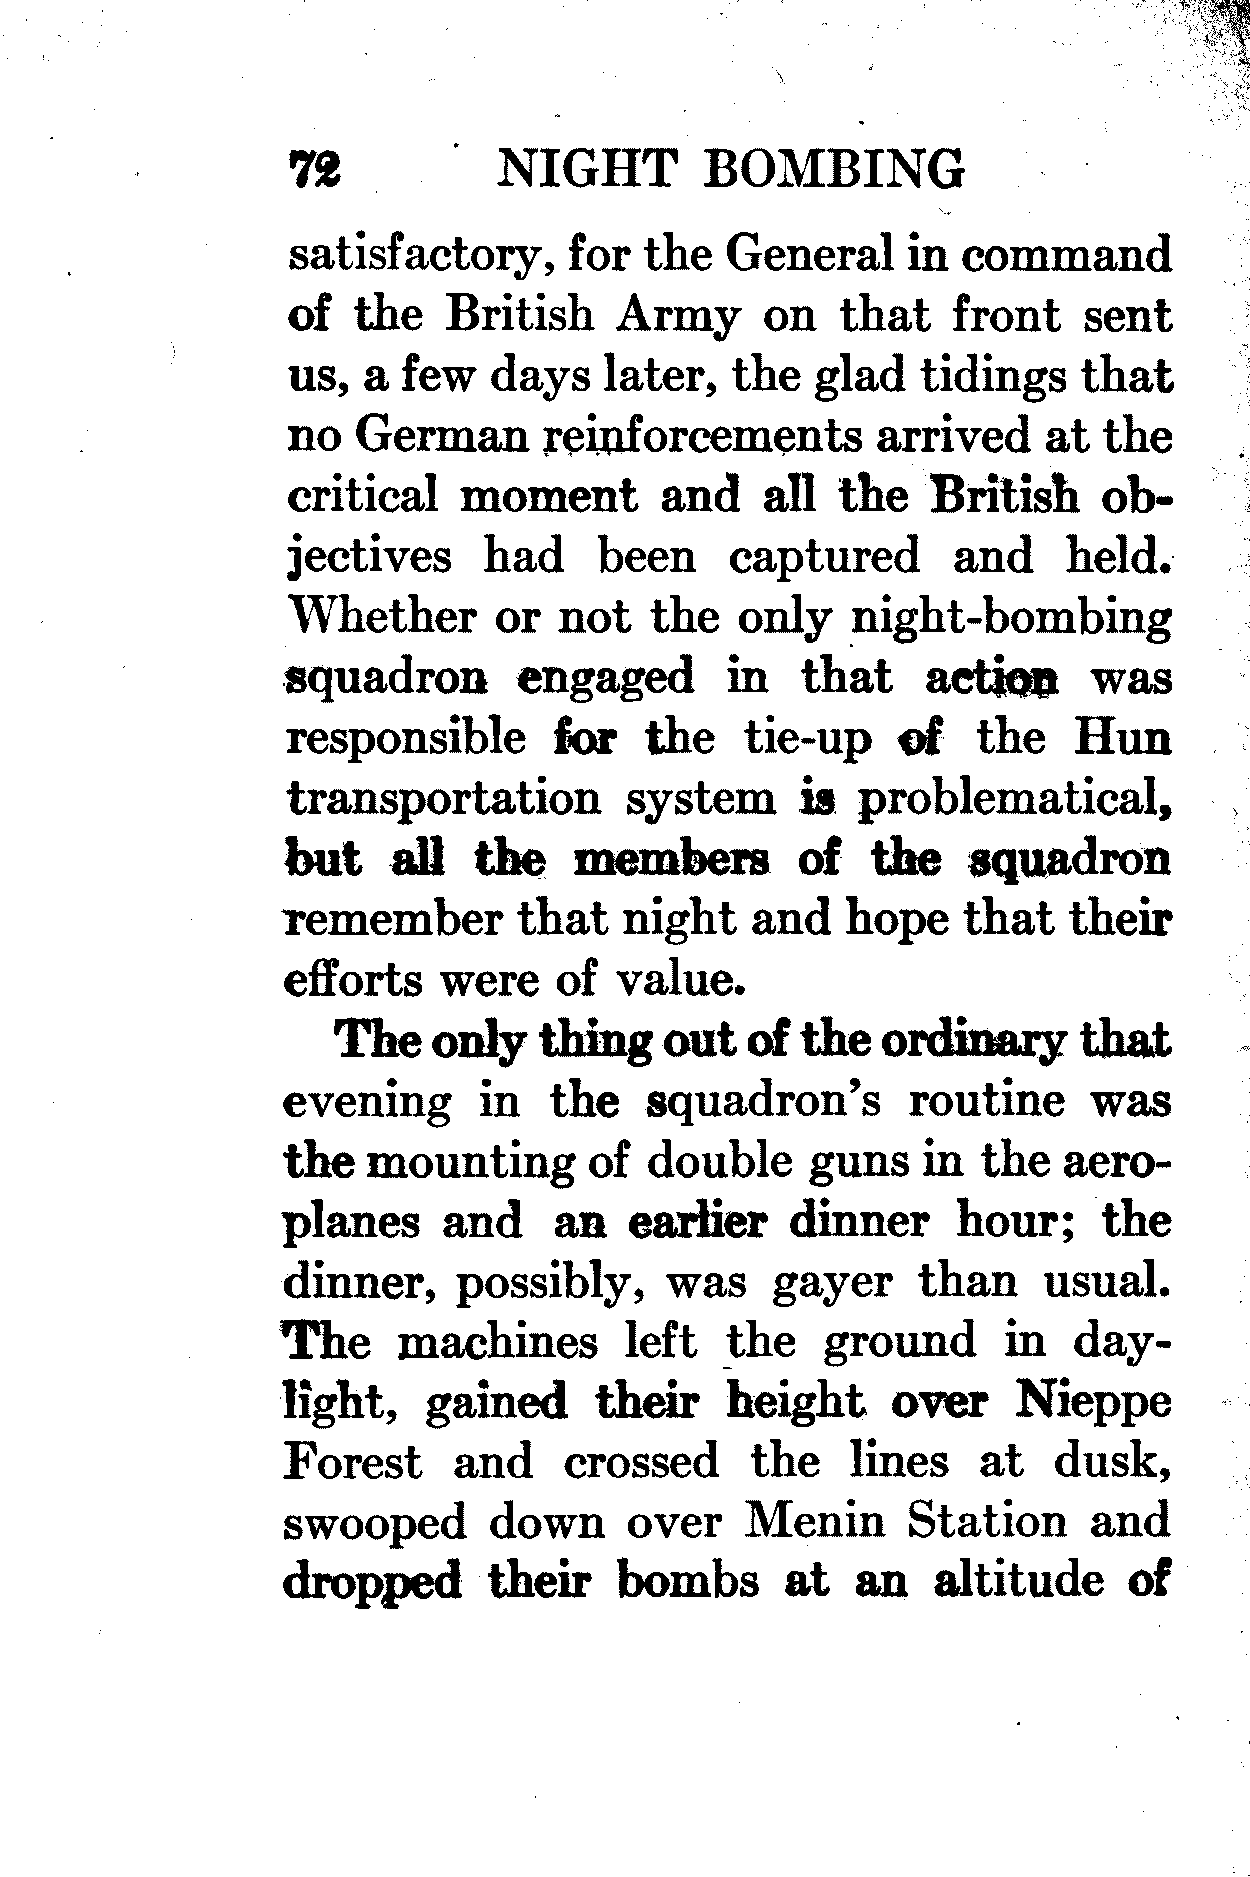 72 NIGHT BOMBING
satisfactory, for the General in command
of the British Army on that front sent
us, a few days later, the glad tidings that
no German reinforcements arrived at the
critical moment and all the British ob-
jectives had been captured and held.
Whether or not the only night-bombing
squadron engaged in that action was
responsible for the tie-up of the Hun
transportation system is problematical,
but all the members of the squadron
remember that night and hope that their
efforts were of value.
The only thing out of the ordinary that
evening in the squadron's routine was
the mounting of double guns in the aero-
planes and an earlier dinner hour; the
dinner, possibly, was gayer than usual.
The machines left the ground in day-
light, gained their height over Nieppe
Forest and crossed the lines at dusk,
swooped down over Menin Station and
dropped their bombs at an altitude of